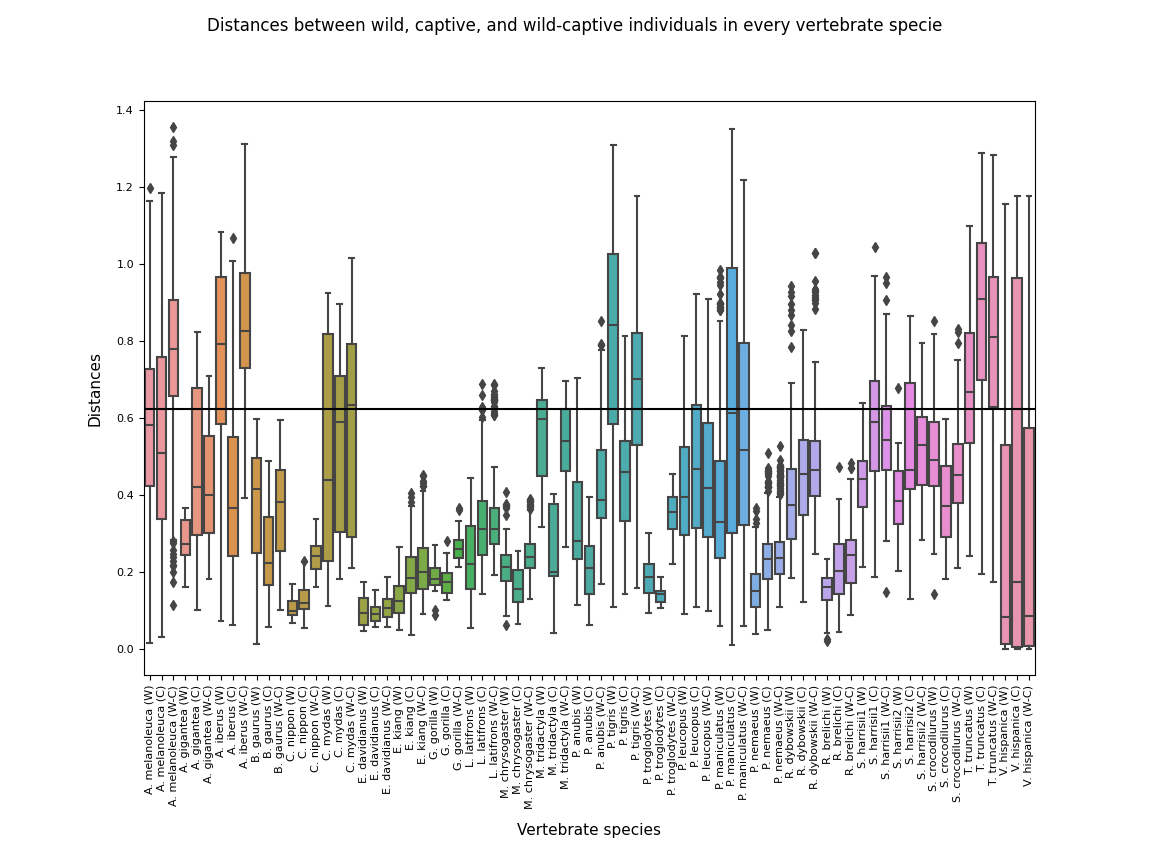 Distances between wild, captive, and wild-captive individuals in every vertebrate specie
Distances
1.4
1.2
1.0
0.8
0.6
0.4
0.2
0.0
A. melanoleuca (W)
A. melanoleuca (C)
A. melanoleuca (W-C)
A. gigantea (W)
A. gigantea (C)
A. gigantea (W-C)
A. iberus (W)
A. iberus (C)
A. iberus (W-C)
B. gaurus (W)
B. gaurus (C)
B. gaurus (W-C)
C. nippon (W)
C. nippon (C)
C. nippon (W-C)
C. mydas (W)
C. mydas (C)
C. mydas (W-C)
E. davidianus (W)
E. davidianus (C)
E. davidianus (W-C)
E. kiang (W)
E. kiang (C)
E. kiang (W-C)
G. gorilla (W)
G. gorilla (C)
G. gorilla (W-C)
L. latifrons (W)
L. latifrons (C)
L. latifrons (W-C)
M. chrysogaster (W)
M. chrysogaster (C)
M. chrysogaster (W-C)
M. tridactyla (W)
M. tridactyla (C)
M. tridactyla (W-C)
P. anubis (W)
P. anubis (C)
P. anubis (W-C)
P. tigris (W)
P. tigris (C)
P. tigris (W-C)
P. troglodytes (W)
P. troglodytes (C)
P. troglodytes (W-C)
P. leucopus (W)
P. leucopus (C)
P. leucopus (W-C)
P. maniculatus (W)
P. maniculatus (C)
P. maniculatus (W-C)
P. nemaeus (W)
P. nemaeus (C)
P. nemaeus (W-C)
R. dybowskii (W)
R. dybowskii (C)
R. dybowskii (W-C)
R. brelichi (W)
R. brelichi (C)
R. brelichi (W-C)
S. harrisii1 (W)
S. harrisii1 (C)
S. harrisii1 (W-C)
S. harrisii2 (W)
S. harrisii2 (C)
S. harrisii2 (W-C)
S. crocodilurus (W)
S. crocodilurus (C)
S. crocodilurus (W-C)
T. truncatus (W)
T. truncatus (C)
T. truncatus (W-C)
V. hispanica (W)
V. hispanica (C)
V. hispanica (W-C)
Vertebrate species